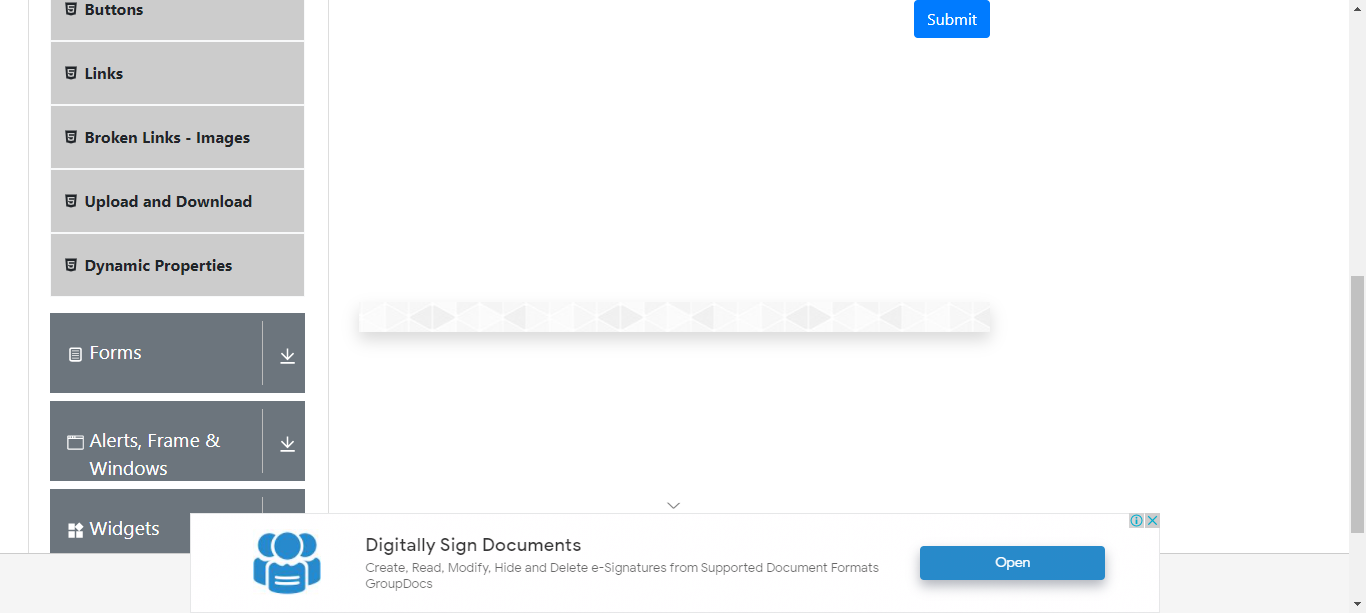 Buttons
Submit
Links
Broken Links - Images
Upload and Download
Dynamic Properties
Forms
Alerts, Frame &
Windows
Widgets
Digitally Sign Documents
Create, Read, Modify, Hide and Delete e-Signatures from Supported Document Formats
GroupDocs
Open